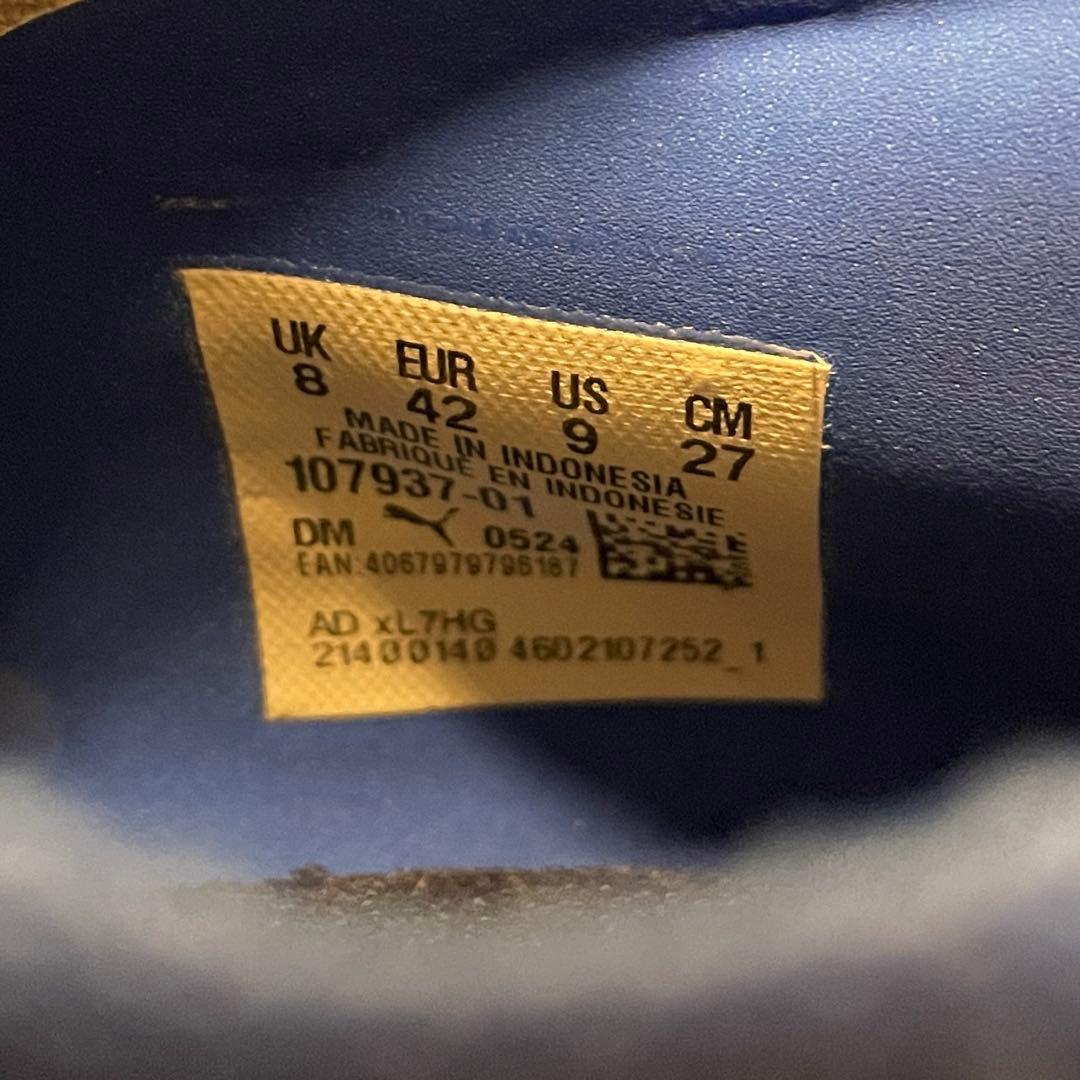 UK EUR US CM
8 42 9 27
MADE IN INDONESIA
FABRIQUÉ EN INDONESIE
107937-01
DM 0524
EAN:4067979796187
AD xL7HG
21400140 4602107252_1